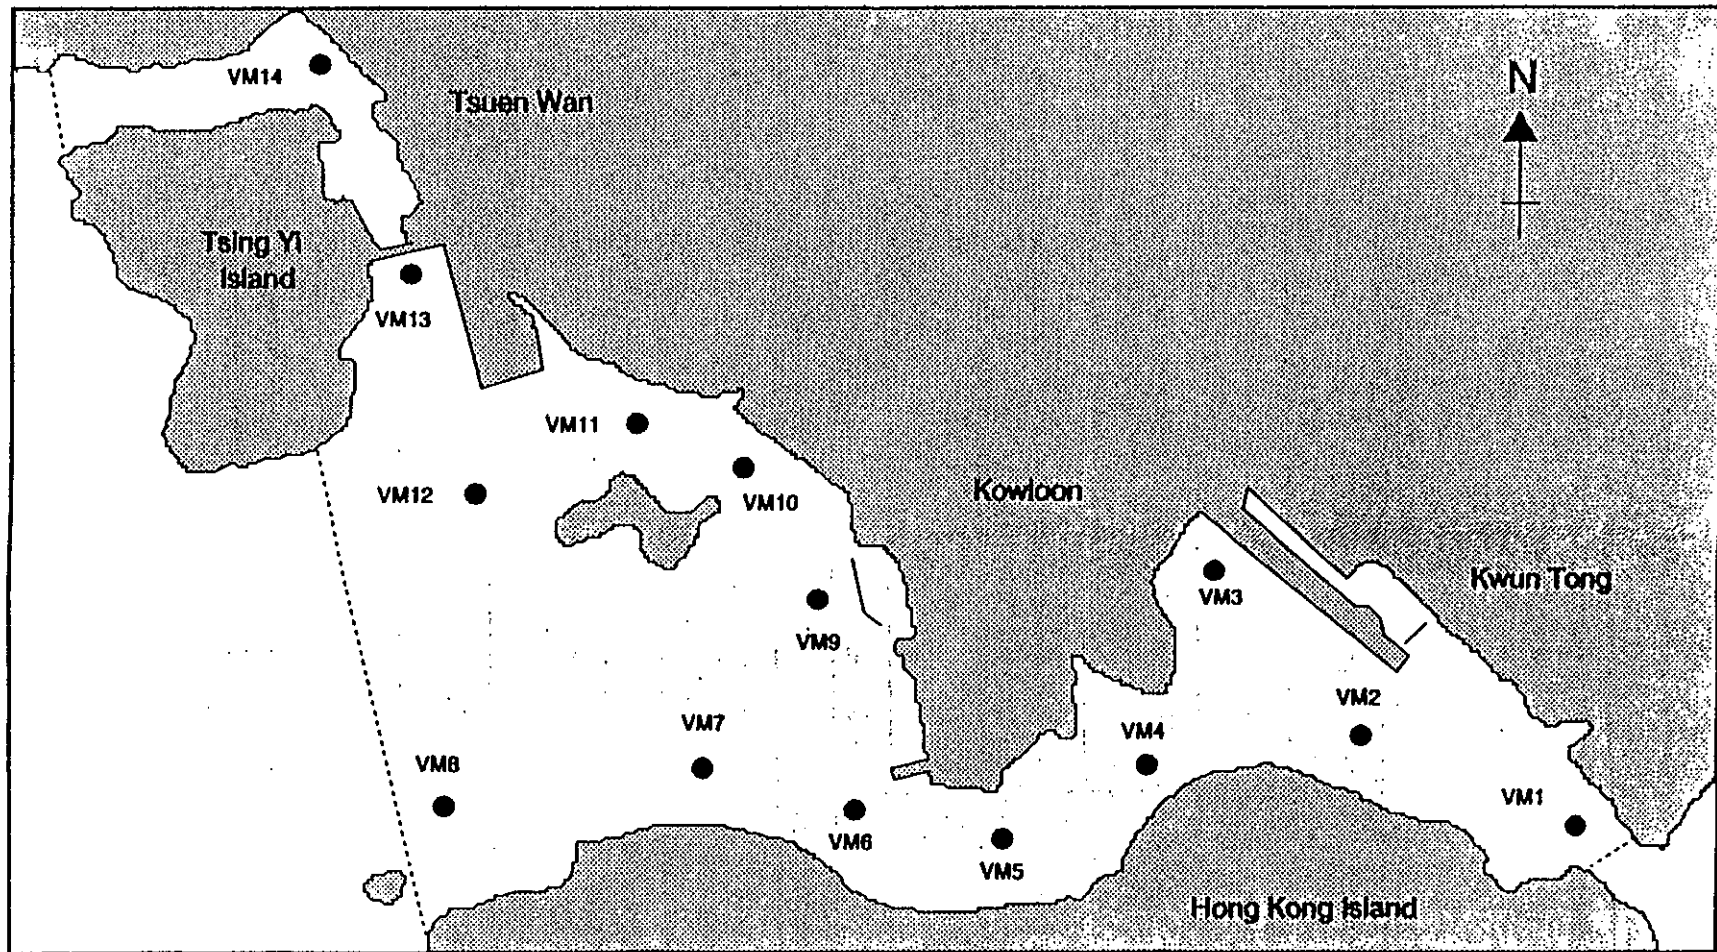 N
VM14
Tsuen Wan
Tsing Yi
Island
VM13
VM11
VM12
VM10
Kowloon
Kwun Tong
VM3
VM9
VM2
VM7
VM4
VM8
VM1
VM6
VM5
Hong Kong Island